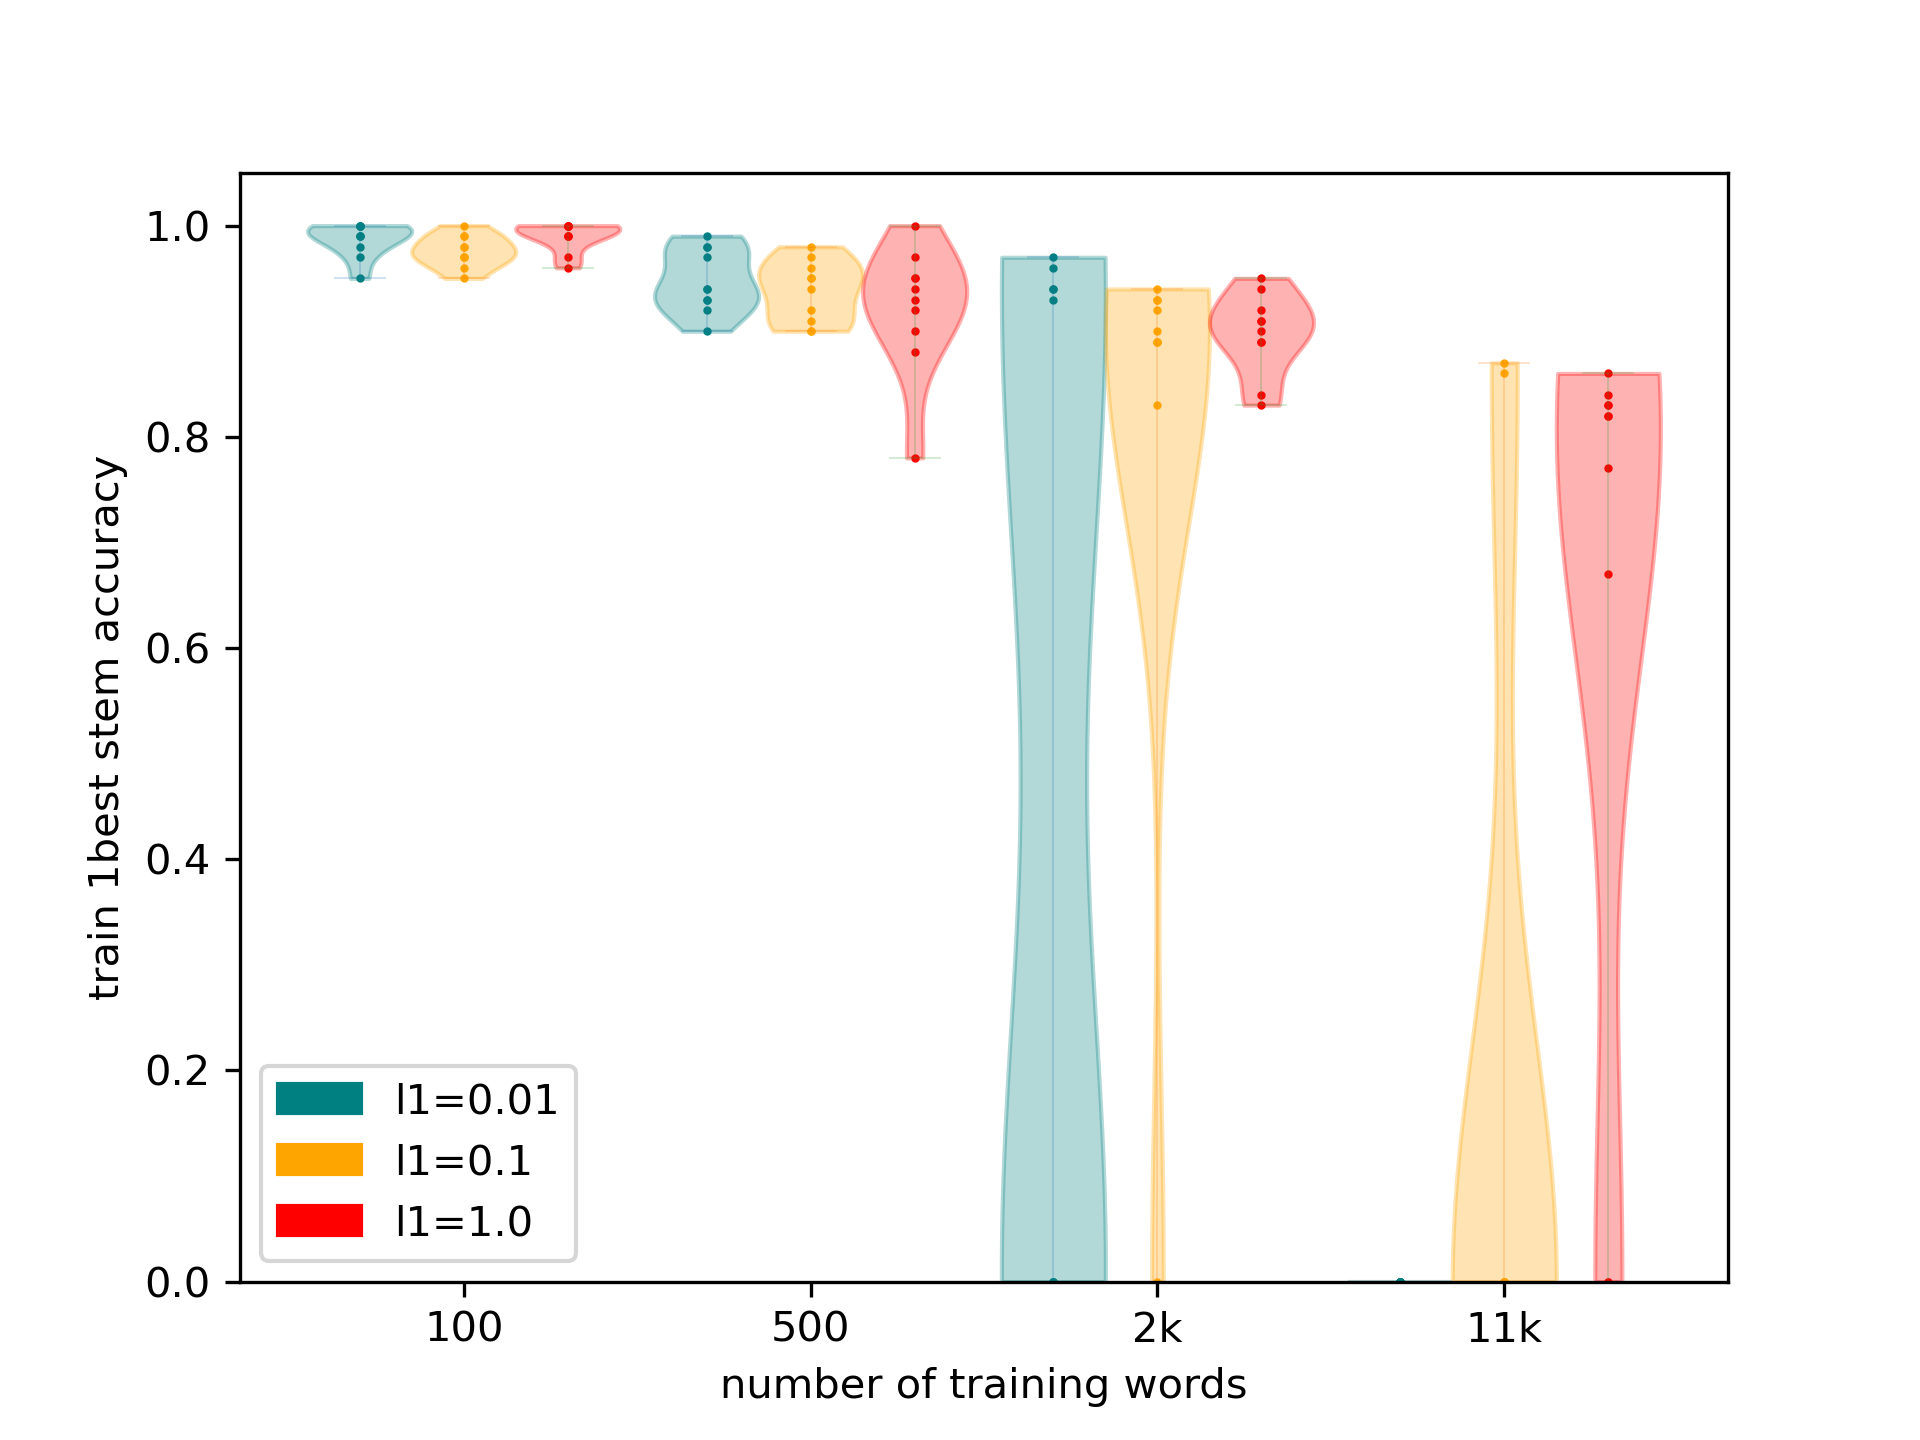 1.0
0.8
0.6
0.4
0.2
0.0
train 1best stem accuracy
l1=0.01
l1=0.1
l1=1.0
100 500 2k 11k
number of training words